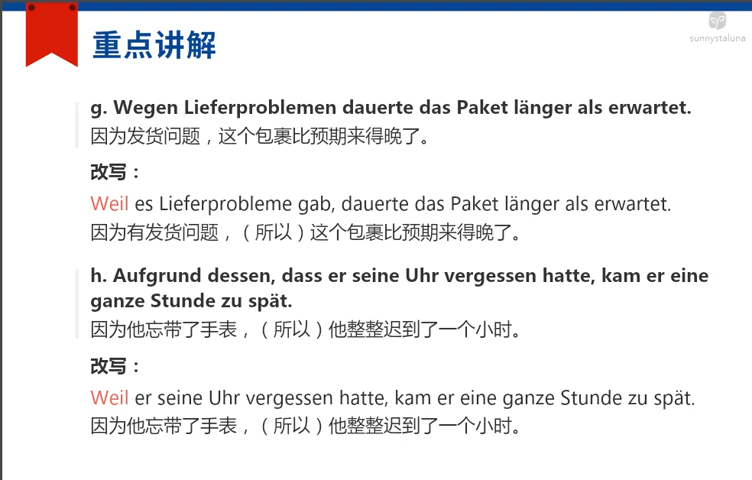 sunnystaluna
重点讲解
g. Wegen Lieferproblemen dauerte das Paket länger als erwartet.
因为发货问题，这个包裹比预期来得晚了。
改写：
Weil es Lieferprobleme gab, dauerte das Paket länger als erwartet.
因为有发货问题，（所以）这个包裹比预期来得晚了。
h. Aufgrund dessen, dass er seine Uhr vergessen hatte, kam er eine
ganze Stunde zu spät.
因为他忘带了手表，（所以）他整整迟到了一个小时。
改写：
Weil er seine Uhr vergessen hatte, kam er eine ganze Stunde zu spät.
因为他忘带了手表，（所以）他整整迟到了一个小时。